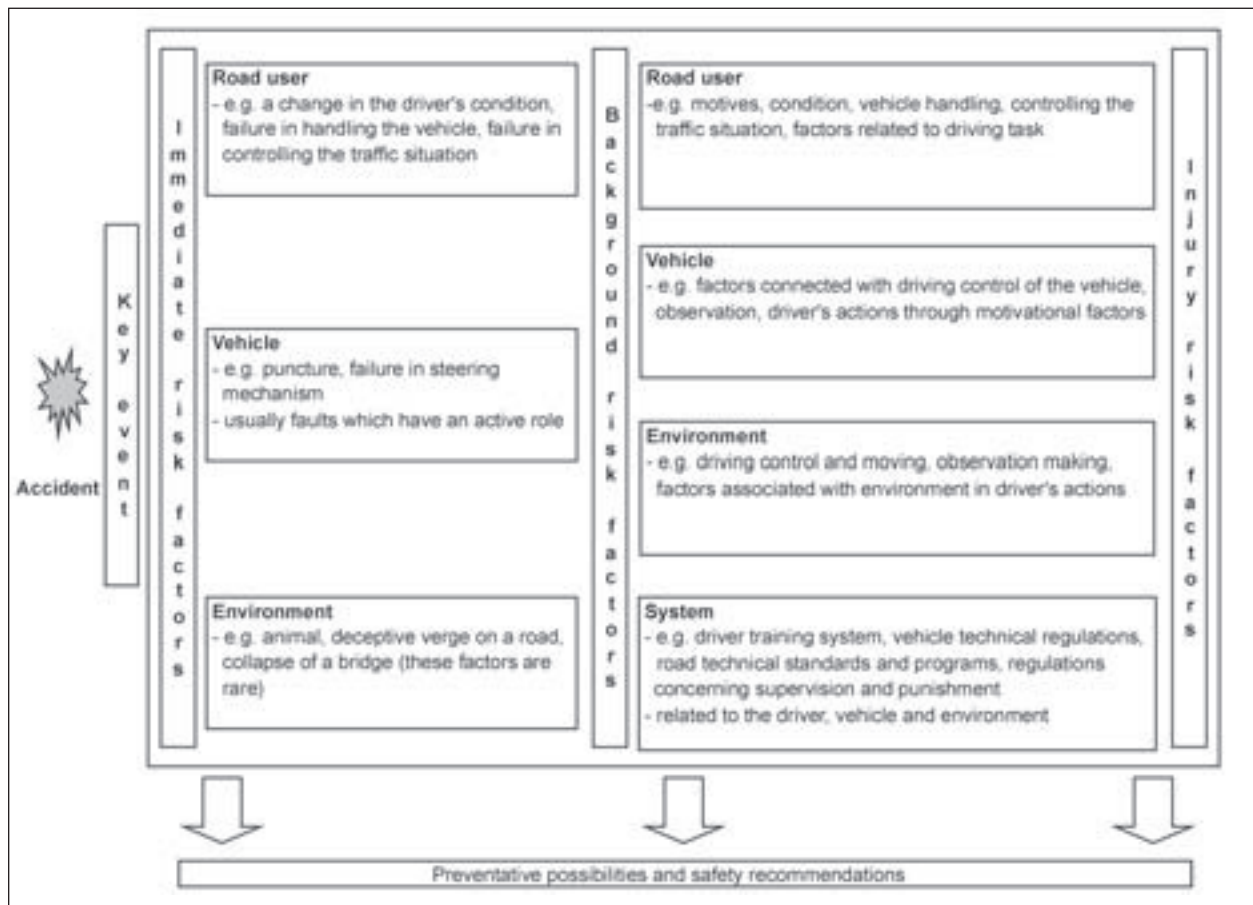 Accident
Key event
Immediate risk factors
Road user
- e.g. a change in the driver's condition,
failure in handling the vehicle, failure in
controlling the traffic situation
Vehicle
- e.g. puncture, failure in steering
mechanism
- usually faults which have an active role
Environment
- e.g. animal, deceptive verge on a road,
collapse of a bridge (these factors are
rare)
Background risk factors
Road user
-e.g. motives, condition, vehicle handling, controlling the
traffic situation, factors related to driving task
Vehicle
- e.g. factors connected with driving control of the vehicle,
observation, driver's actions through motivational factors
Environment
- e.g. driving control and moving, observation making,
factors associated with environment in driver's actions
System
- e.g. driver training system, vehicle technical regulations,
road technical standards and programs, regulations
concerning supervision and punishment
- related to the driver, vehicle and environment
Injury risk factors
Preventative possibilities and safety recommendations